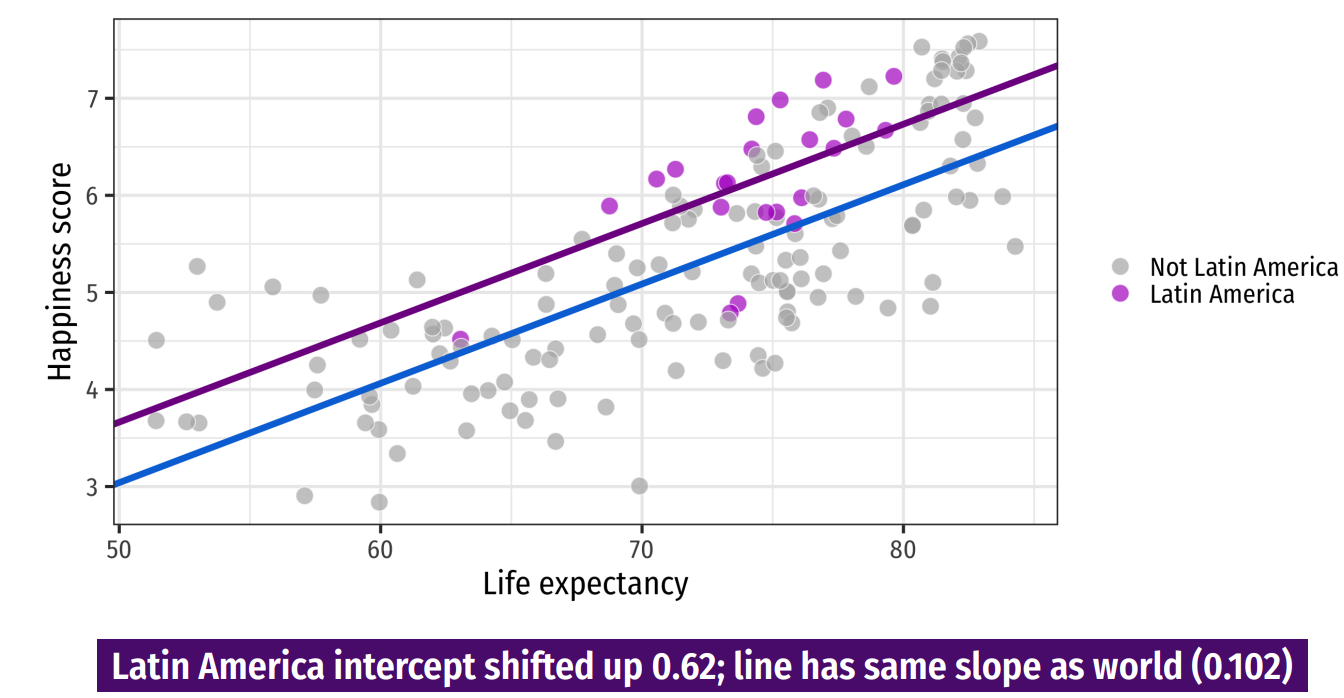 Happiness score
7
6
5
4
3
50 60 70 80
Life expectancy
Not Latin America
Latin America
Latin America intercept shifted up 0.62; line has same slope as world (0.102)